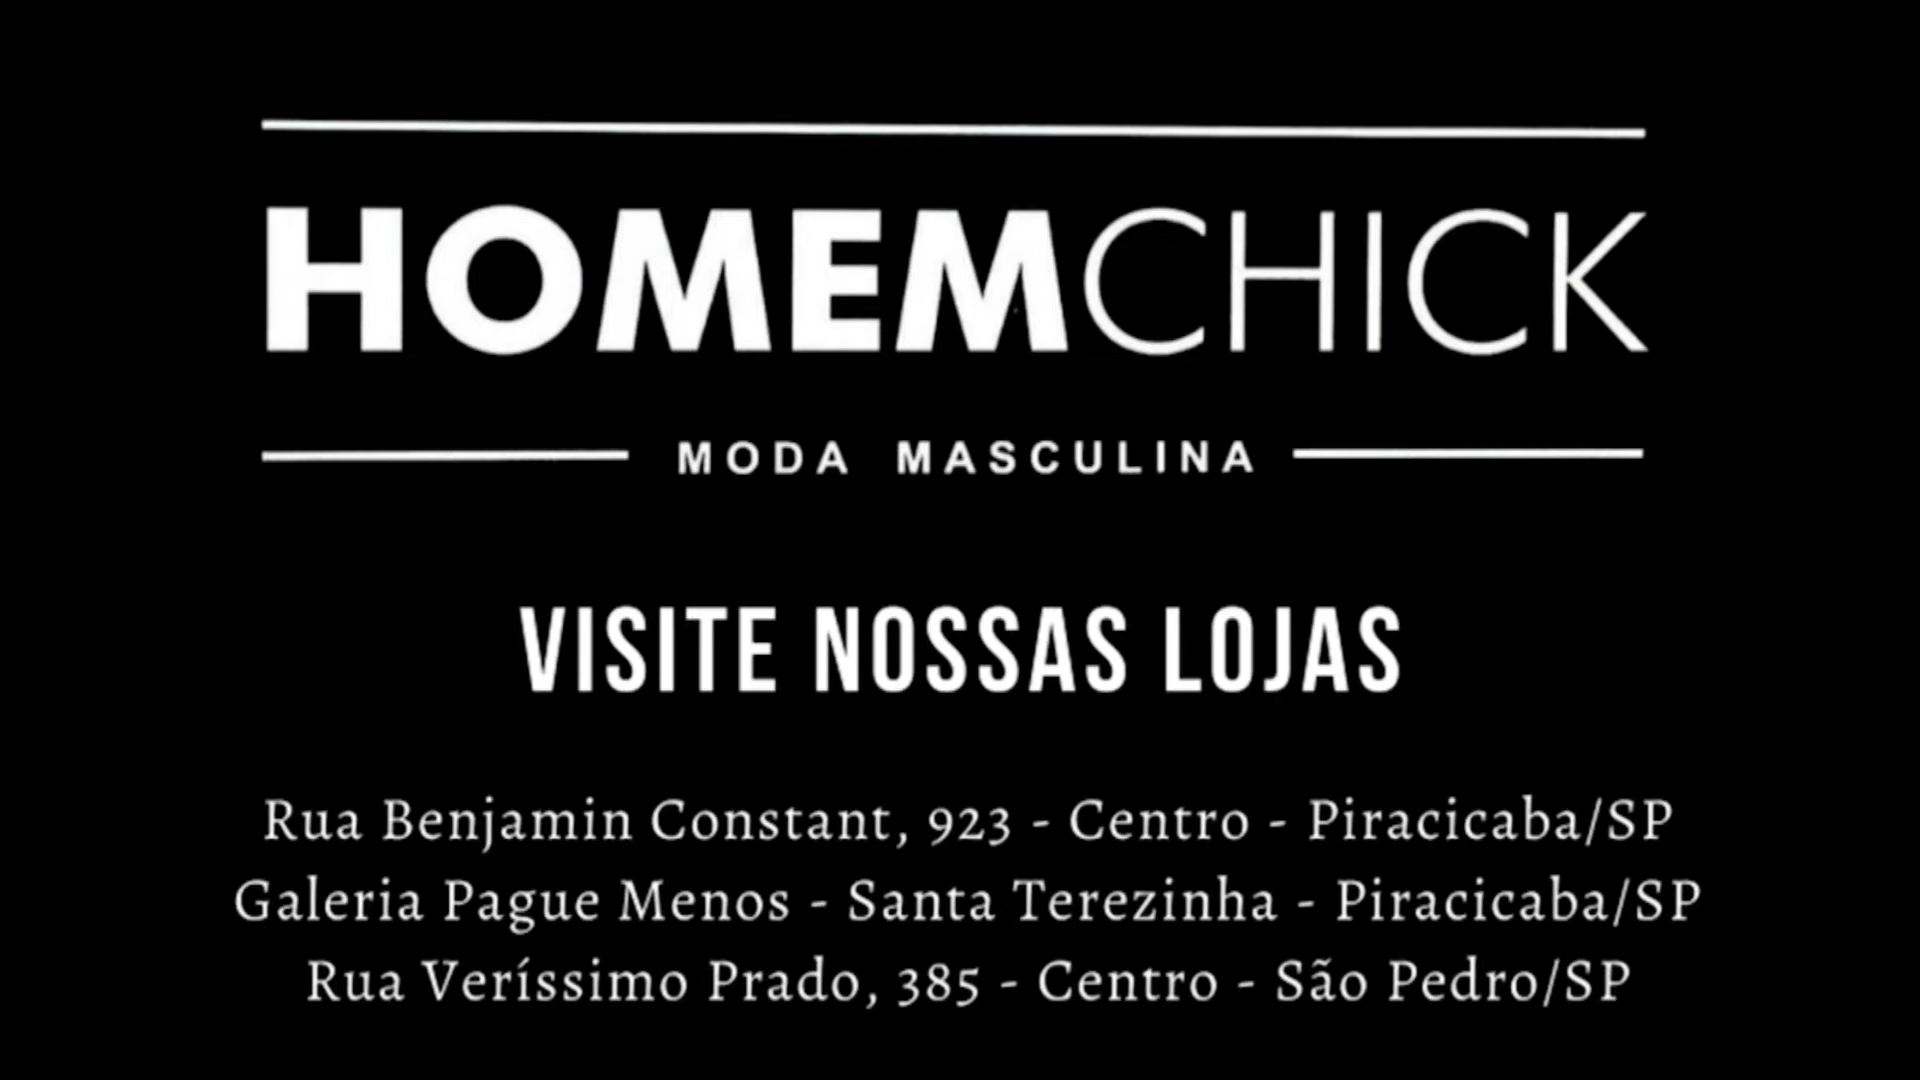 HOMEMCHICK
MODA MASCULINA
VISITE NOSSAS LOJAS
Rua Benjamin Constant, 923 - Centro - Piracicaba/SP
Galeria Pague Menos - Santa Terezinha - Piracicaba/SP
Rua Veríssimo Prado, 385 - Centro - São Pedro/SP